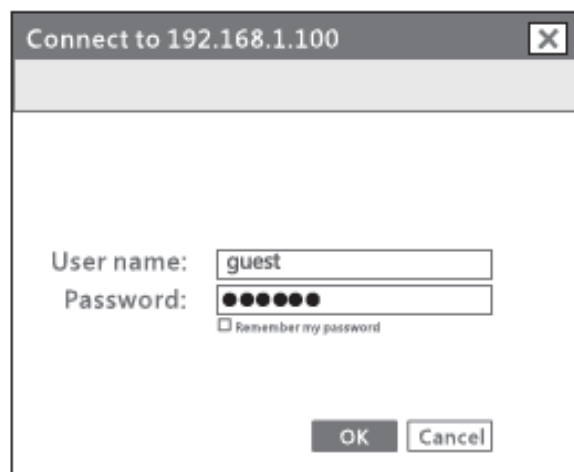 Connect to 192.168.1.100
User name: guest
Password: ●●●●●●
Remember my password
OK Cancel